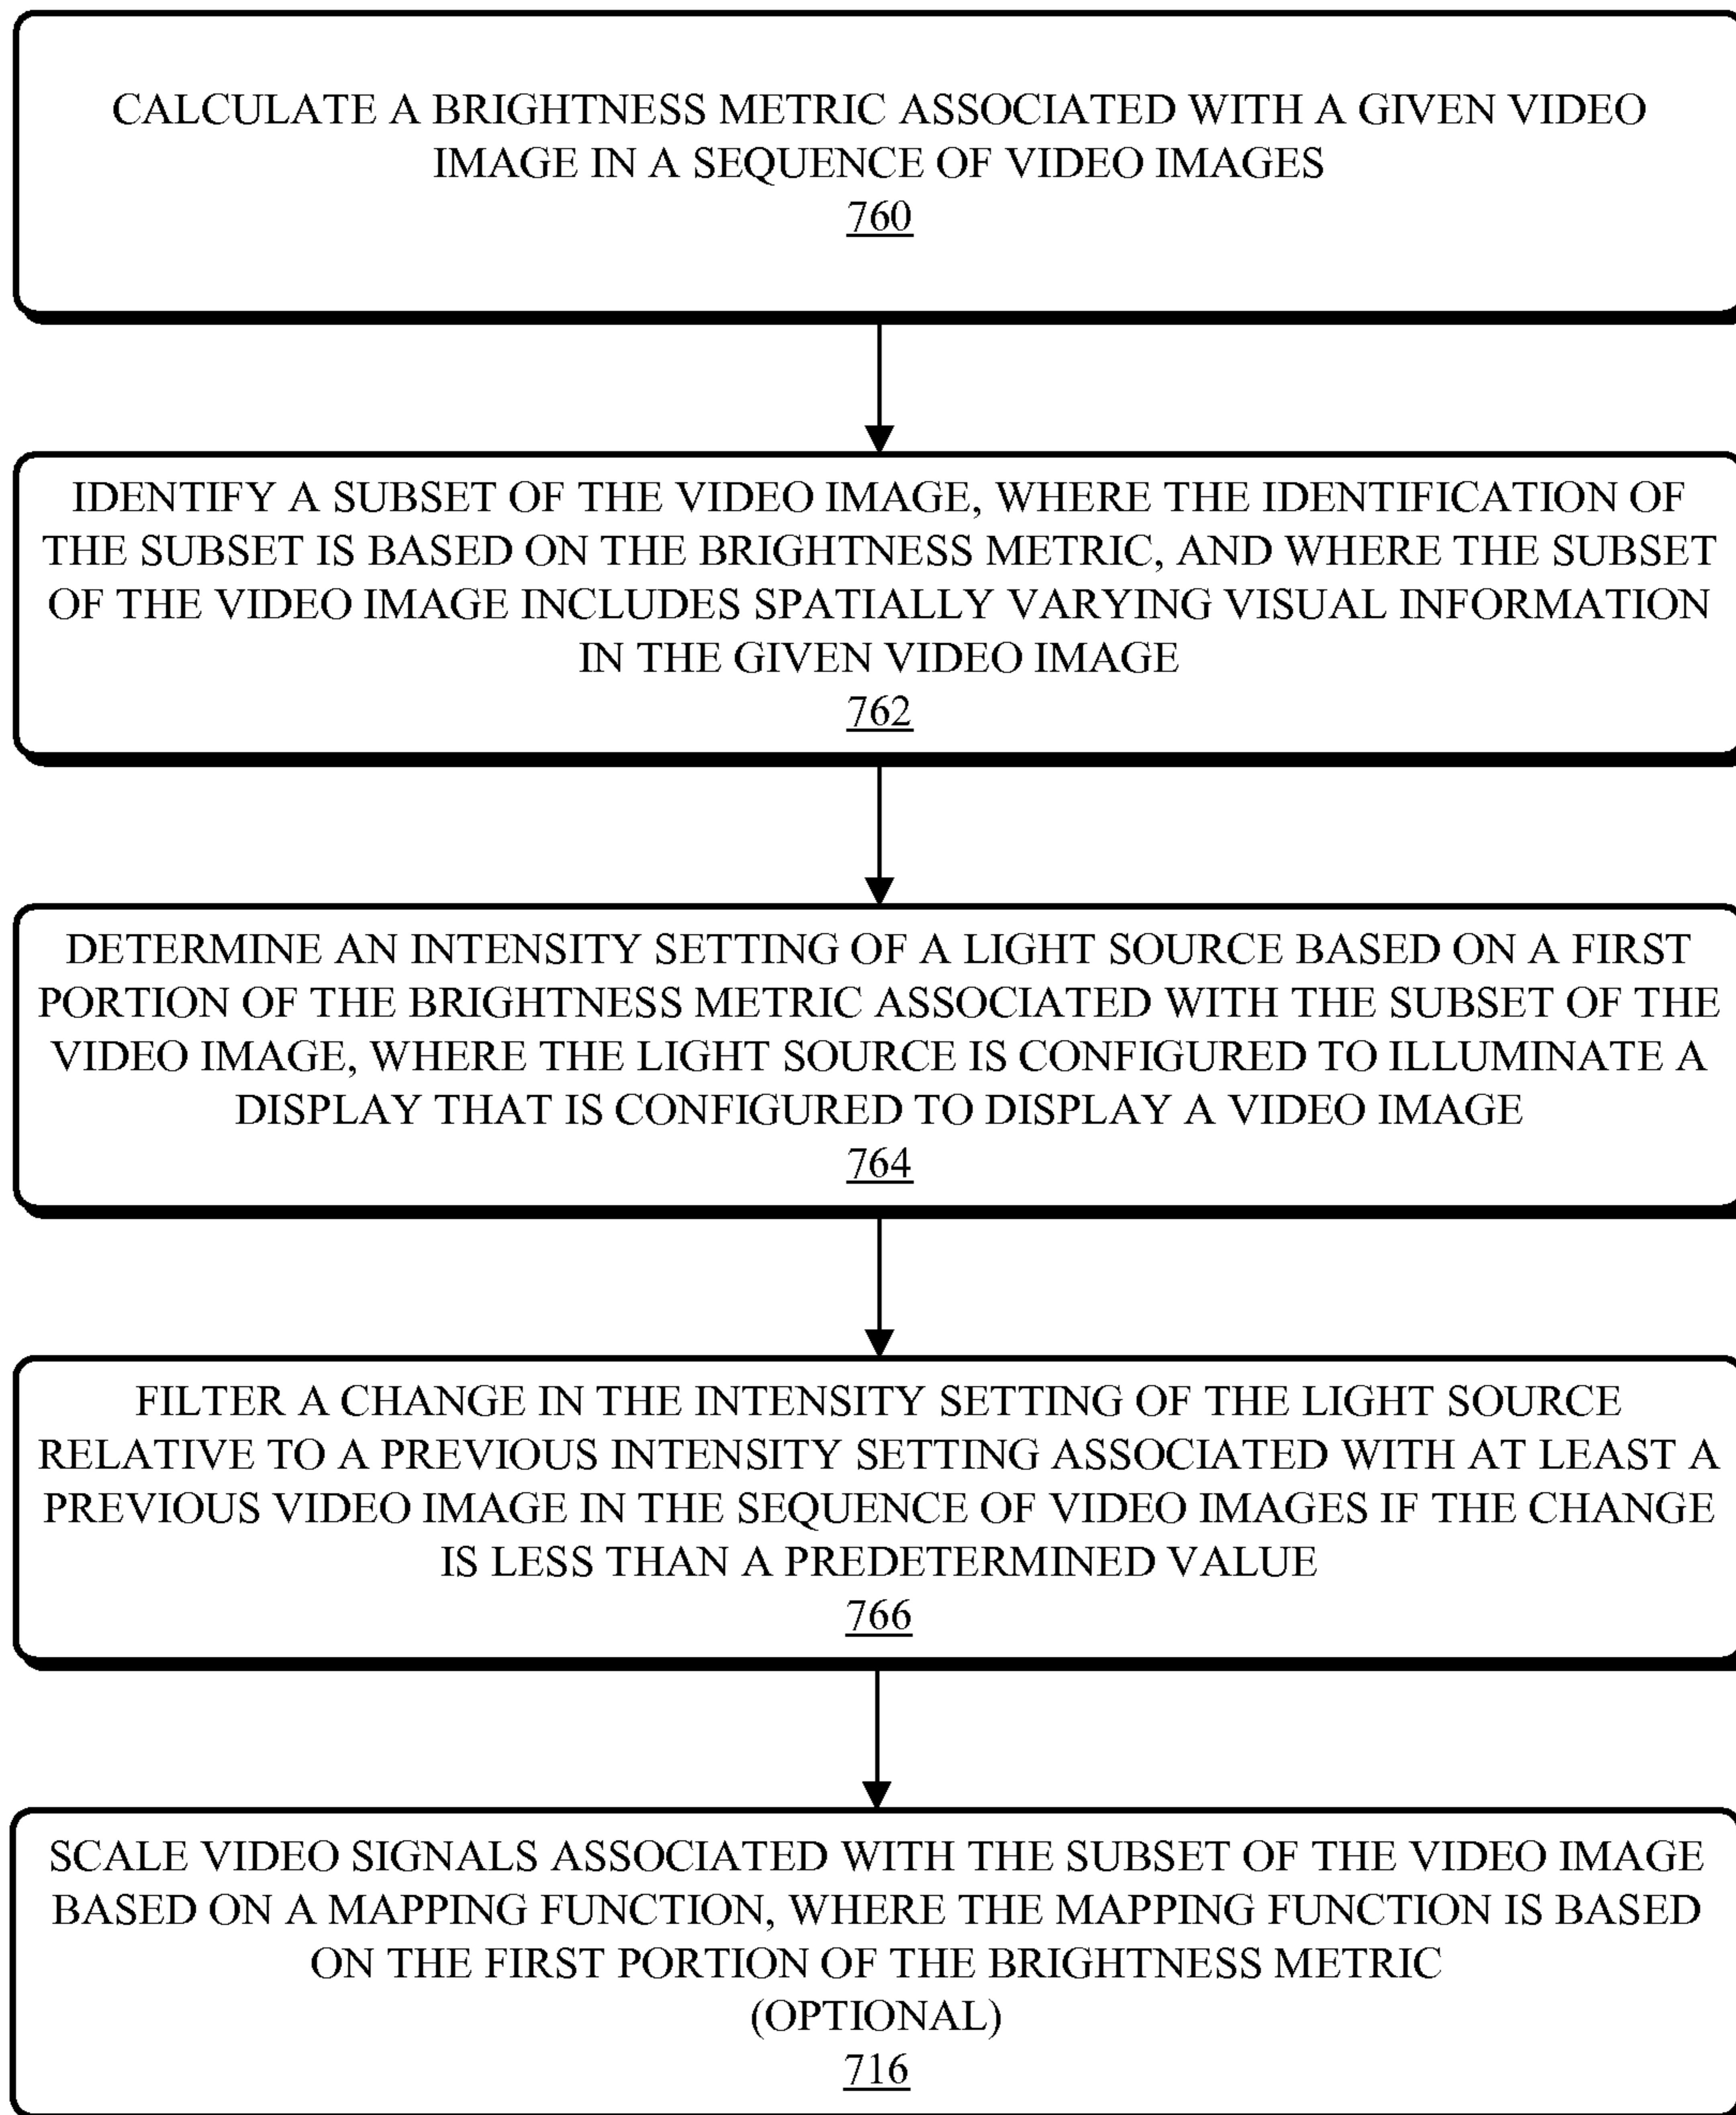 CALCULATE A BRIGHTNESS METRIC ASSOCIATED WITH A GIVEN VIDEO
IMAGE IN A SEQUENCE OF VIDEO IMAGES
760
IDENTIFY A SUBSET OF THE VIDEO IMAGE, WHERE THE IDENTIFICATION OF
THE SUBSET IS BASED ON THE BRIGHTNESS METRIC, AND WHERE THE SUBSET
OF THE VIDEO IMAGE INCLUDES SPATIALLY VARYING VISUAL INFORMATION
IN THE GIVEN VIDEO IMAGE
762
DETERMINE AN INTENSITY SETTING OF A LIGHT SOURCE BASED ON A FIRST
PORTION OF THE BRIGHTNESS METRIC ASSOCIATED WITH THE SUBSET OF THE
VIDEO IMAGE, WHERE THE LIGHT SOURCE IS CONFIGURED TO ILLUMINATE A
DISPLAY THAT IS CONFIGURED TO DISPLAY A VIDEO IMAGE
764
FILTER A CHANGE IN THE INTENSITY SETTING OF THE LIGHT SOURCE
RELATIVE TO A PREVIOUS INTENSITY SETTING ASSOCIATED WITH AT LEAST A
PREVIOUS VIDEO IMAGE IN THE SEQUENCE OF VIDEO IMAGES IF THE CHANGE
IS LESS THAN A PREDETERMINED VALUE
766
SCALE VIDEO SIGNALS ASSOCIATED WITH THE SUBSET OF THE VIDEO IMAGE
BASED ON A MAPPING FUNCTION, WHERE THE MAPPING FUNCTION IS BASED
ON THE FIRST PORTION OF THE BRIGHTNESS METRIC
(OPTIONAL)
716